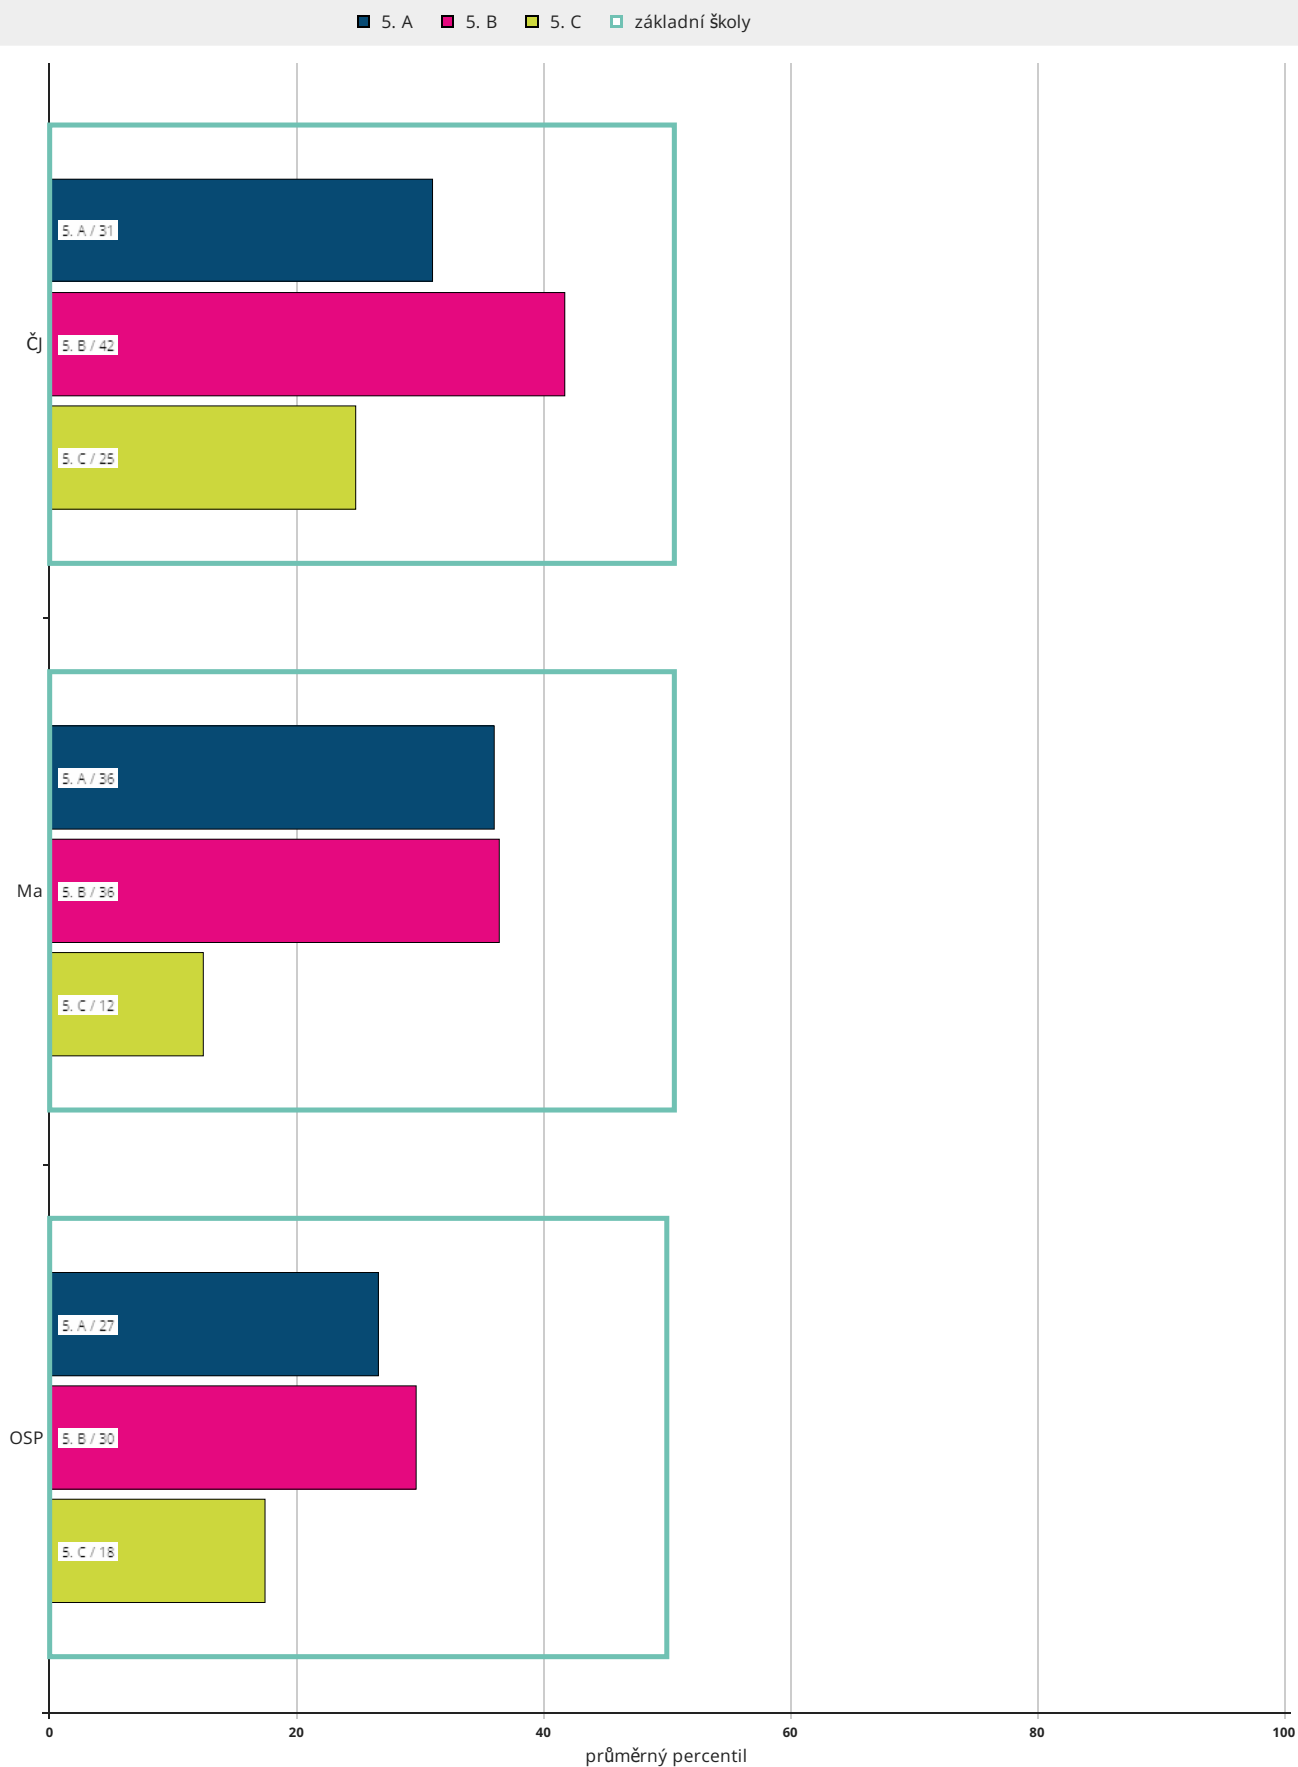 5. A 5. B 5. C základní školy
5. A / 31
ČJ 5. B / 42
5. C / 25
5. A / 36
Ma 5. B / 36
5. C / 12
5. A / 27
OSP 5. B / 30
5. C / 18
0 20 40 60 80 100
průměrný percentil